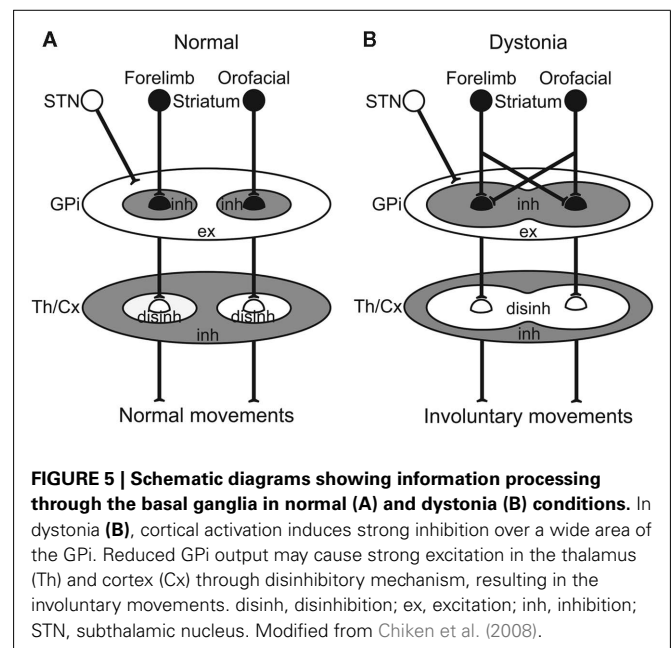 A Normal
B Dystonia
Forelimb Orofacial
STN Striatum
GPi inh inh
ex
Th/Cx disinh disinh
inh
Normal movements
Forelimb Orofacial
STN Striatum
GPi inh
ex
Th/Cx disinh
inh
Involuntary movements
FIGURE 5 | Schematic diagrams showing information processing
through the basal ganglia in normal (A) and dystonia (B) conditions. In
dystonia (B), cortical activation induces strong inhibition over a wide area of
the GPi. Reduced GPi output may cause strong excitation in the thalamus
(Th) and cortex (Cx) through disinhibitory mechanism, resulting in the
involuntary movements. disinh, disinhibition; ex, excitation; inh, inhibition;
STN, subthalamic nucleus. Modified from Chiken et al. (2008).